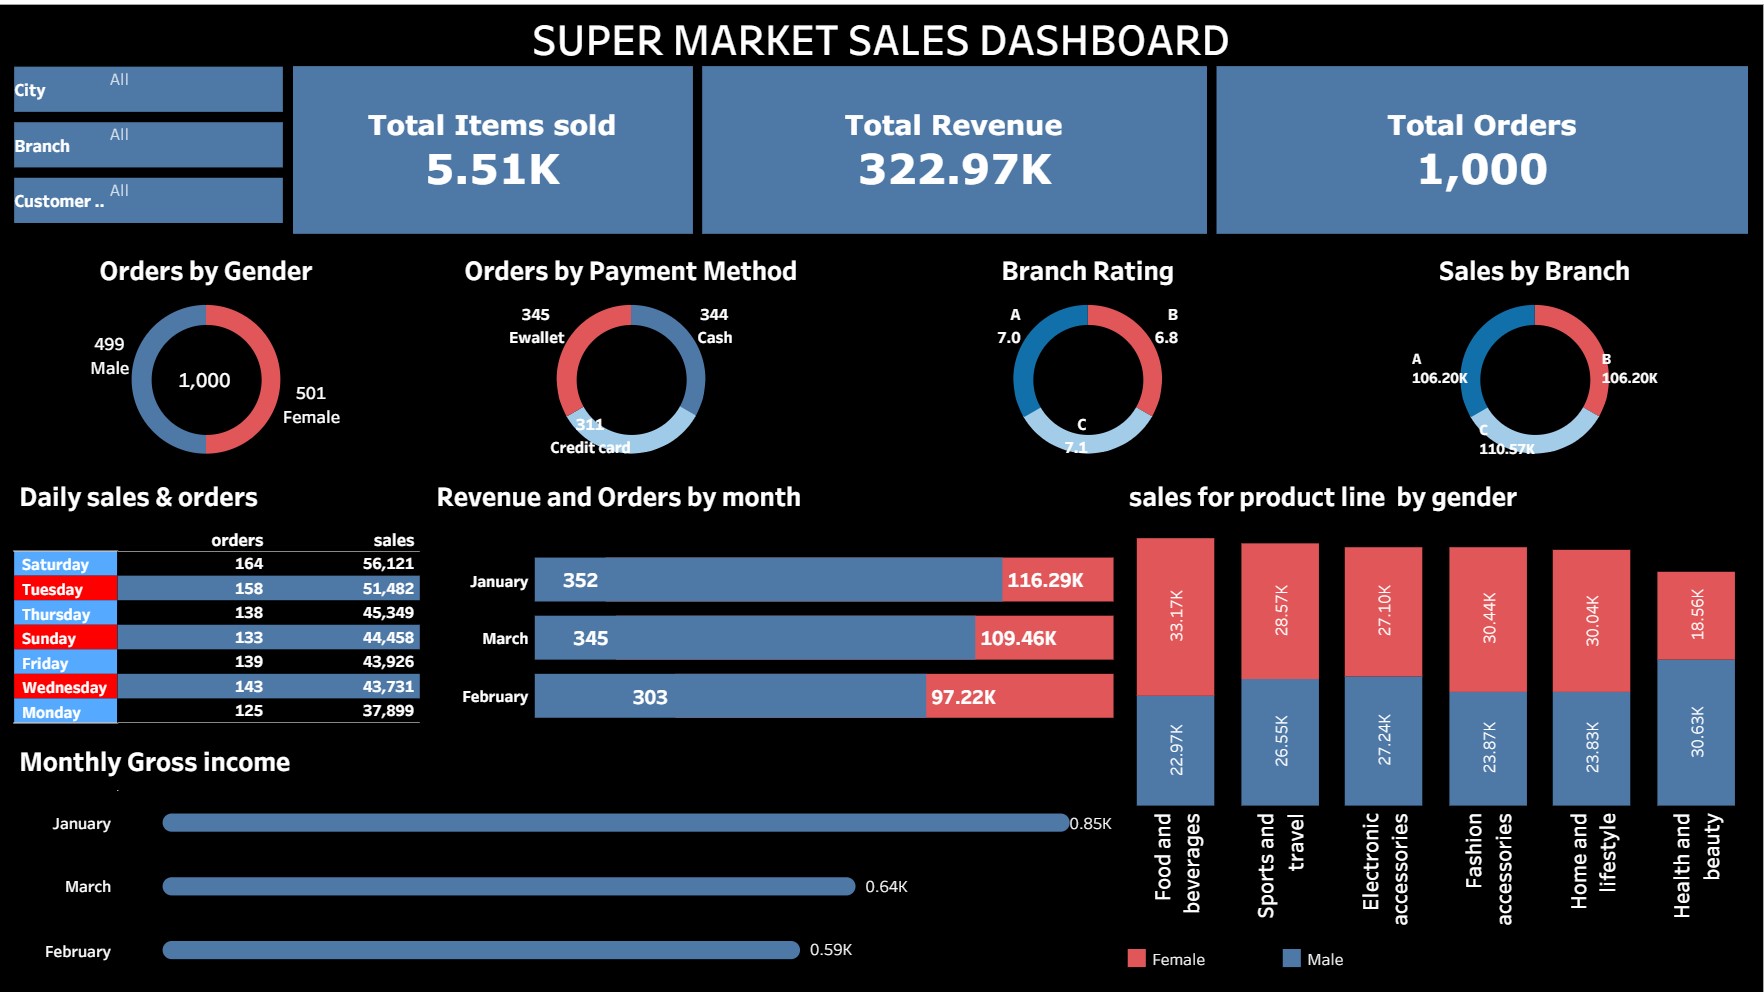 SUPER MARKET SALES DASHBOARD
City
All
Branch
All
Customer ..
All
Total Items sold
5.51K
Total Revenue
322.97K
Total Orders
1,000
Orders by Gender
499
Male
1,000
501
Female
Orders by Payment Method
345
Ewallet
344
Cash
311
Credit card
Branch Rating
A
7.0
B
6.8
C
7.1
Sales by Branch
A
106.20K
B
106.20K
C
110.57K
Daily sales & orders
orders sales
Saturday 164 56,121
Tuesday 158 51,482
Thursday 138 45,349
Sunday 133 44,458
Friday 139 43,926
Wednesday 143 43,731
Monday 125 37,899
Revenue and Orders by month
January 352 116.29K
March 345 109.46K
February 303 97.22K
Monthly Gross income
January 0.85K
March 0.64K
February 0.59K
sales for product line by gender
33.17K
22.97K
Food and
beverages
28.57K
26.55K
Sports and
travel
27.10K
27.24K
Electronic
accessories
30.44K
23.87K
Fashion
accessories
30.04K
23.83K
Home and
lifestyle
18.56K
30.63K
Health and
beauty
Female
Male